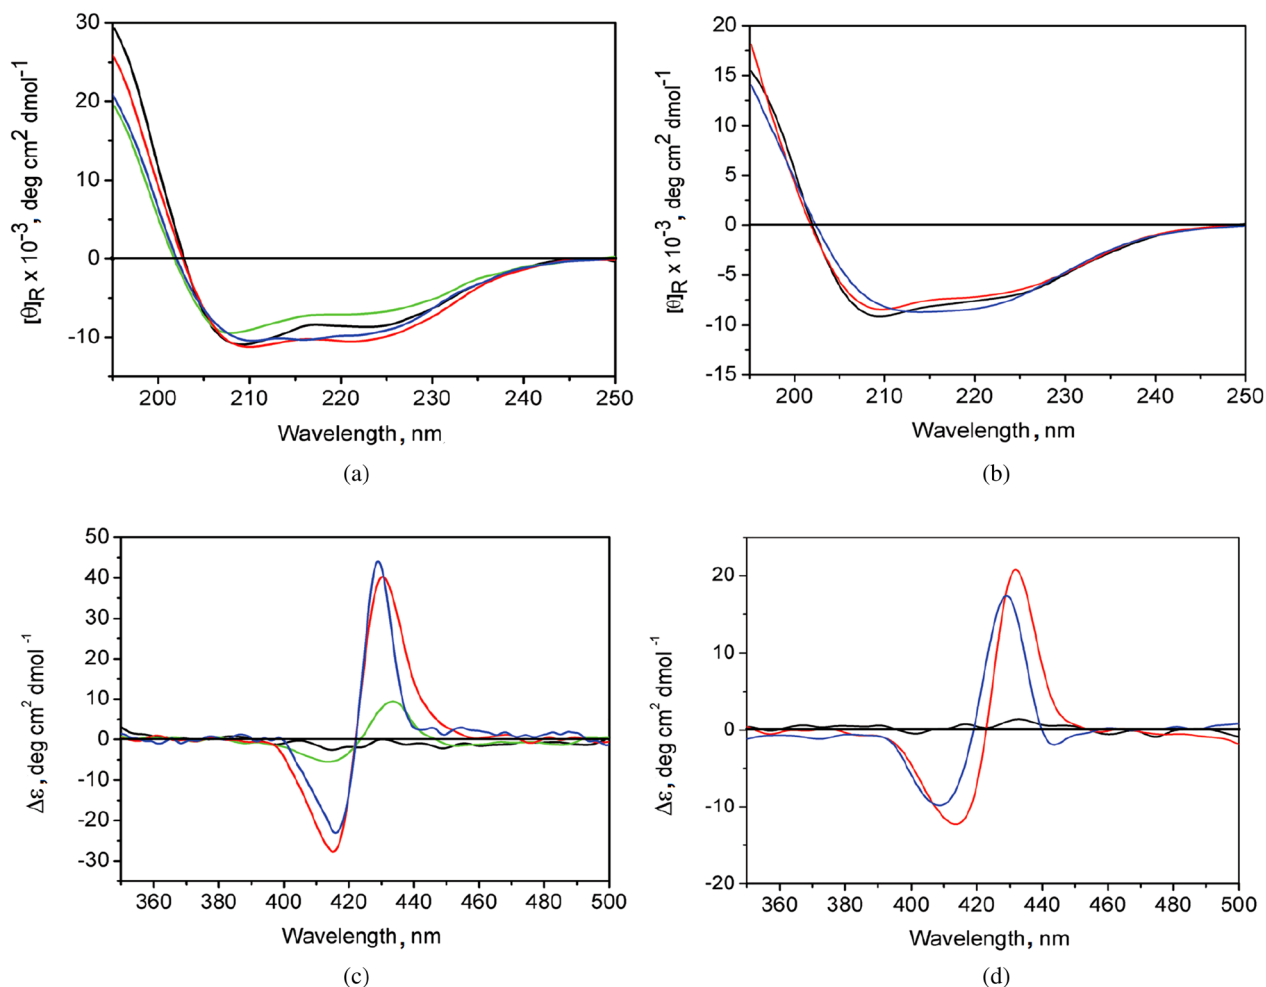 30
20
10
0
-10
[θ]R x 10⁻³, deg cm² dmol⁻¹
200 210 220 230 240 250
Wavelength, nm
(a)
20
15
10
5
0
-5
-10
-15
[θ]R x 10⁻³, deg cm² dmol⁻¹
200 210 220 230 240 250
Wavelength, nm
(b)
50
40
30
20
10
0
-10
-20
-30
Δε, deg cm² dmol⁻¹
360 380 400 420 440 460 480 500
Wavelength, nm
(c)
20
10
0
-10
-20
Δε, deg cm² dmol⁻¹
360 380 400 420 440 460 480 500
Wavelength, nm
(d)